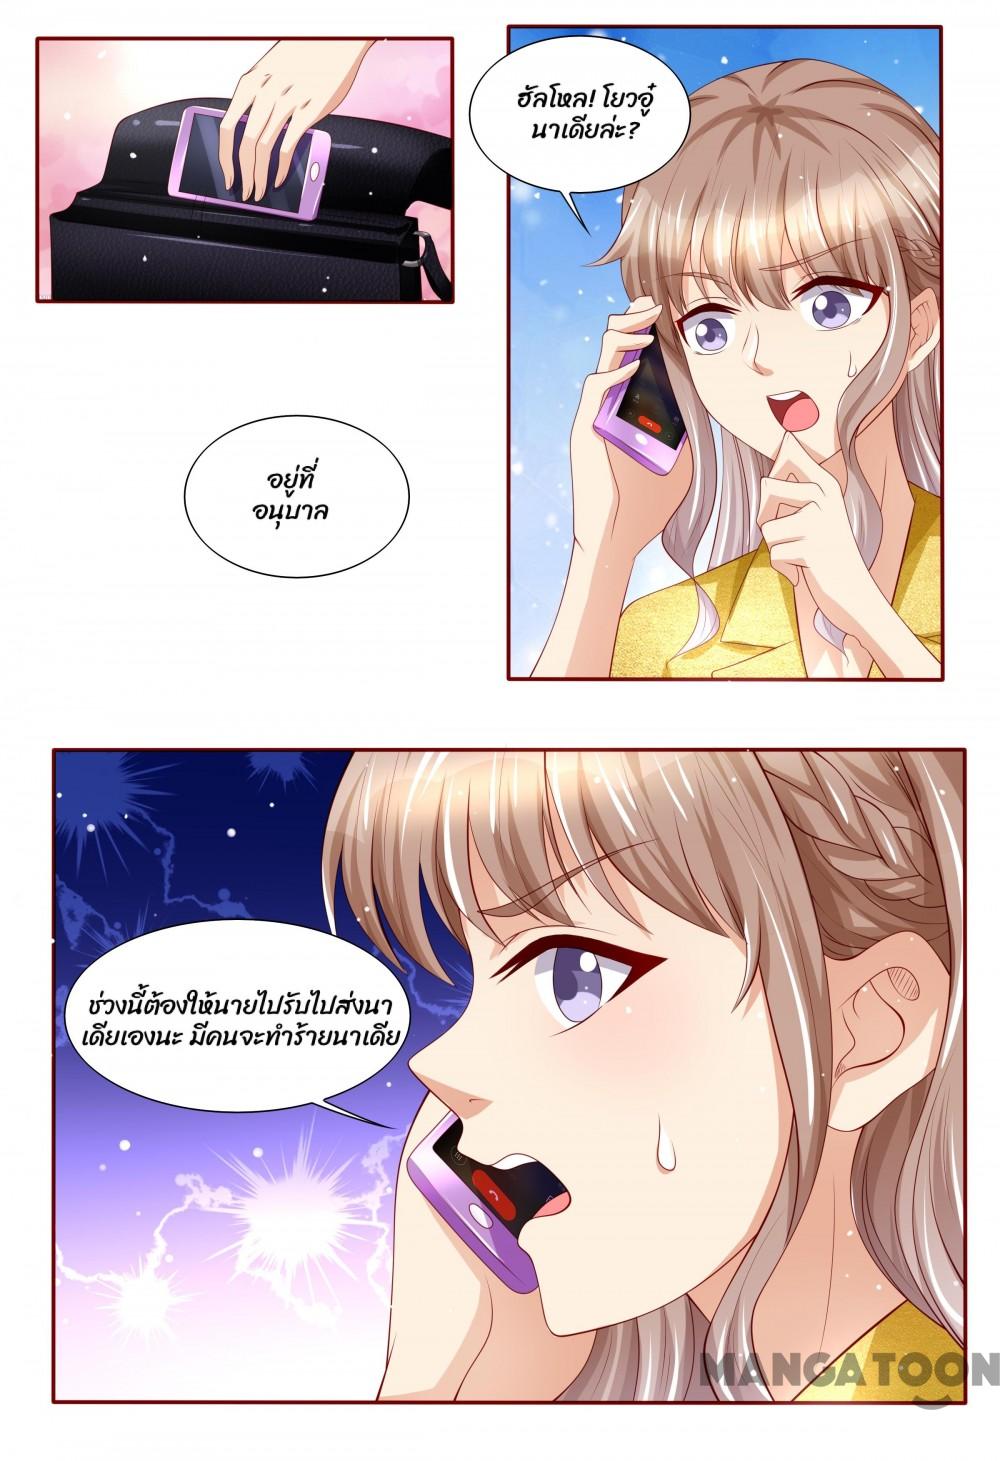 ฮัลโหล! โยวอู๋
นาเดียล่ะ?
อยู่ที่
อนุบาล
ช่วงนี้ต้องให้นายไปรับไปส่งนา
เดียเองนะ มีคนจะทำร้ายนาเดีย
MANGATOON